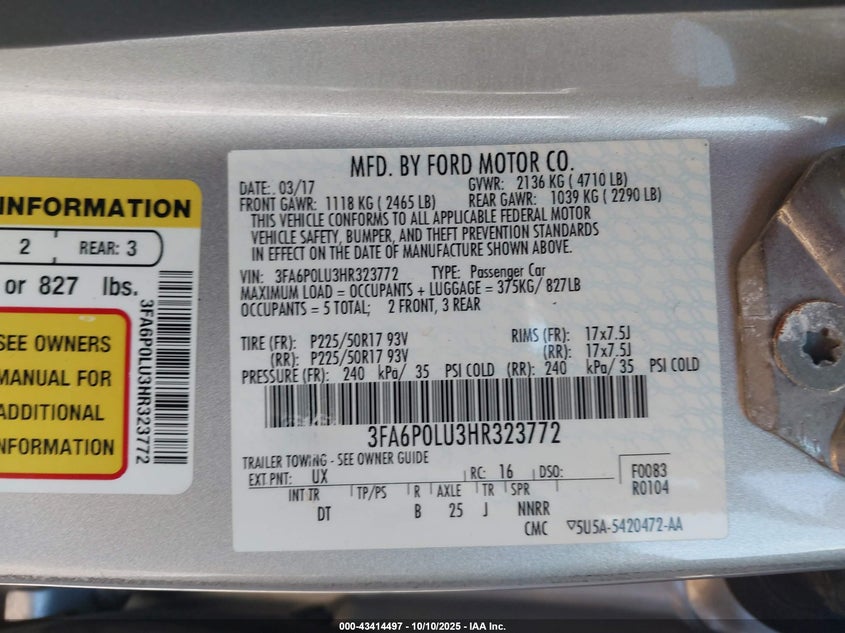 INFORMATION
2 REAR: 3
or 827 lbs.
SEE OWNERS
MANUAL FOR
ADDITIONAL
INFORMATION
3FA6P0LU3HR323772
MFD. BY FORD MOTOR CO.
DATE: 03/17 GVWR: 2136 KG ( 4710 LB)
FRONT GAWR: 1118 KG ( 2465 LB) REAR GAWR: 1039 KG ( 2290 LB)
THIS VEHICLE CONFORMS TO ALL APPLICABLE FEDERAL MOTOR
VEHICLE SAFETY, BUMPER, AND THEFT PREVENTION STANDARDS
IN EFFECT ON THE DATE OF MANUFACTURE SHOWN ABOVE.
VIN: 3FA6P0LU3HR323772 TYPE: Passenger Car
MAXIMUM LOAD = OCCUPANTS + LUGGAGE = 375KG/ 827LB
OCCUPANTS = 5 TOTAL; 2 FRONT, 3 REAR
TIRE (FR): P225/50R17 93V RIMS (FR): 17x7.5J
(RR): P225/50R17 93V (RR): 17x7.5J
PRESSURE (FR): 240 kPa/ 35 PSI COLD (RR): 240 kPa/ 35 PSI COLD
3FA6P0LU3HR323772
TRAILER TOWING - SEE OWNER GUIDE
EXT PNT: UX RC: 16 DSO: F0083
INT TR TP/PS R AXLE TR SPR R0104
DT B 25 J NNRR
CMC ▽5U5A-5420472-AA
000-43414497 - 10/10/2025 - IAA Inc.